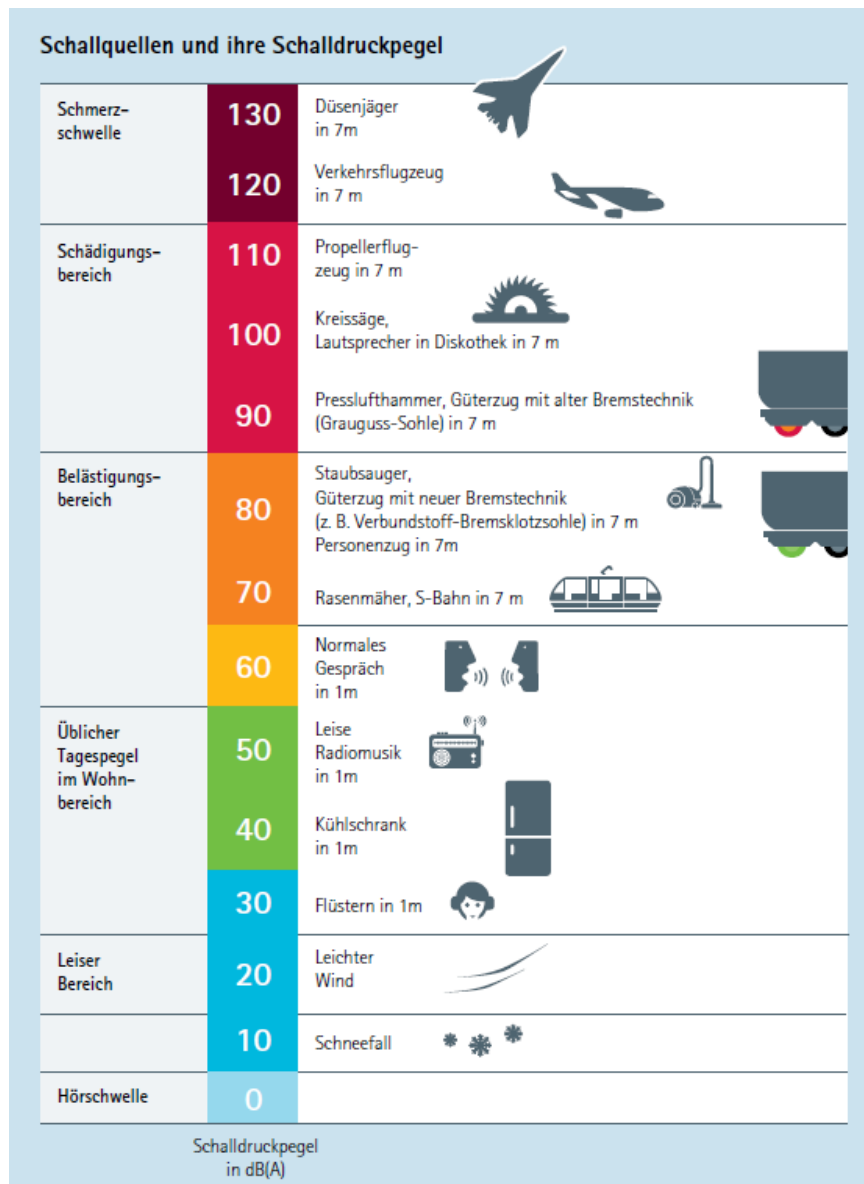 Schallquellen und ihre Schalldruckpegel
Schmerz-
schwelle
130
Düsenjäger
in 7m
120
Verkehrsflugzeug
in 7 m
Schädigungs-
bereich
110
Propellerflug-
zeug in 7 m
100
Kreissäge,
Lautsprecher in Diskothek in 7 m
90
Presslufthammer, Güterzug mit alter Bremstechnik
(Grauguss-Sohle) in 7 m
Belästigungs-
bereich
80
Staubsauger,
Güterzug mit neuer Bremstechnik
(z. B. Verbundstoff-Bremsklotzsohle) in 7 m
Personenzug in 7m
70
Rasenmäher, S-Bahn in 7 m
60
Normales
Gespräch
in 1m
Üblicher
Tagespegel
im Wohn-
bereich
50
Leise
Radiomusik
in 1m
40
Kühlschrank
in 1m
30
Flüstern in 1m
Leiser
Bereich
20
Leichter
Wind
10
Schneefall
Hörschwelle
0
Schalldruckpegel
in dB(A)